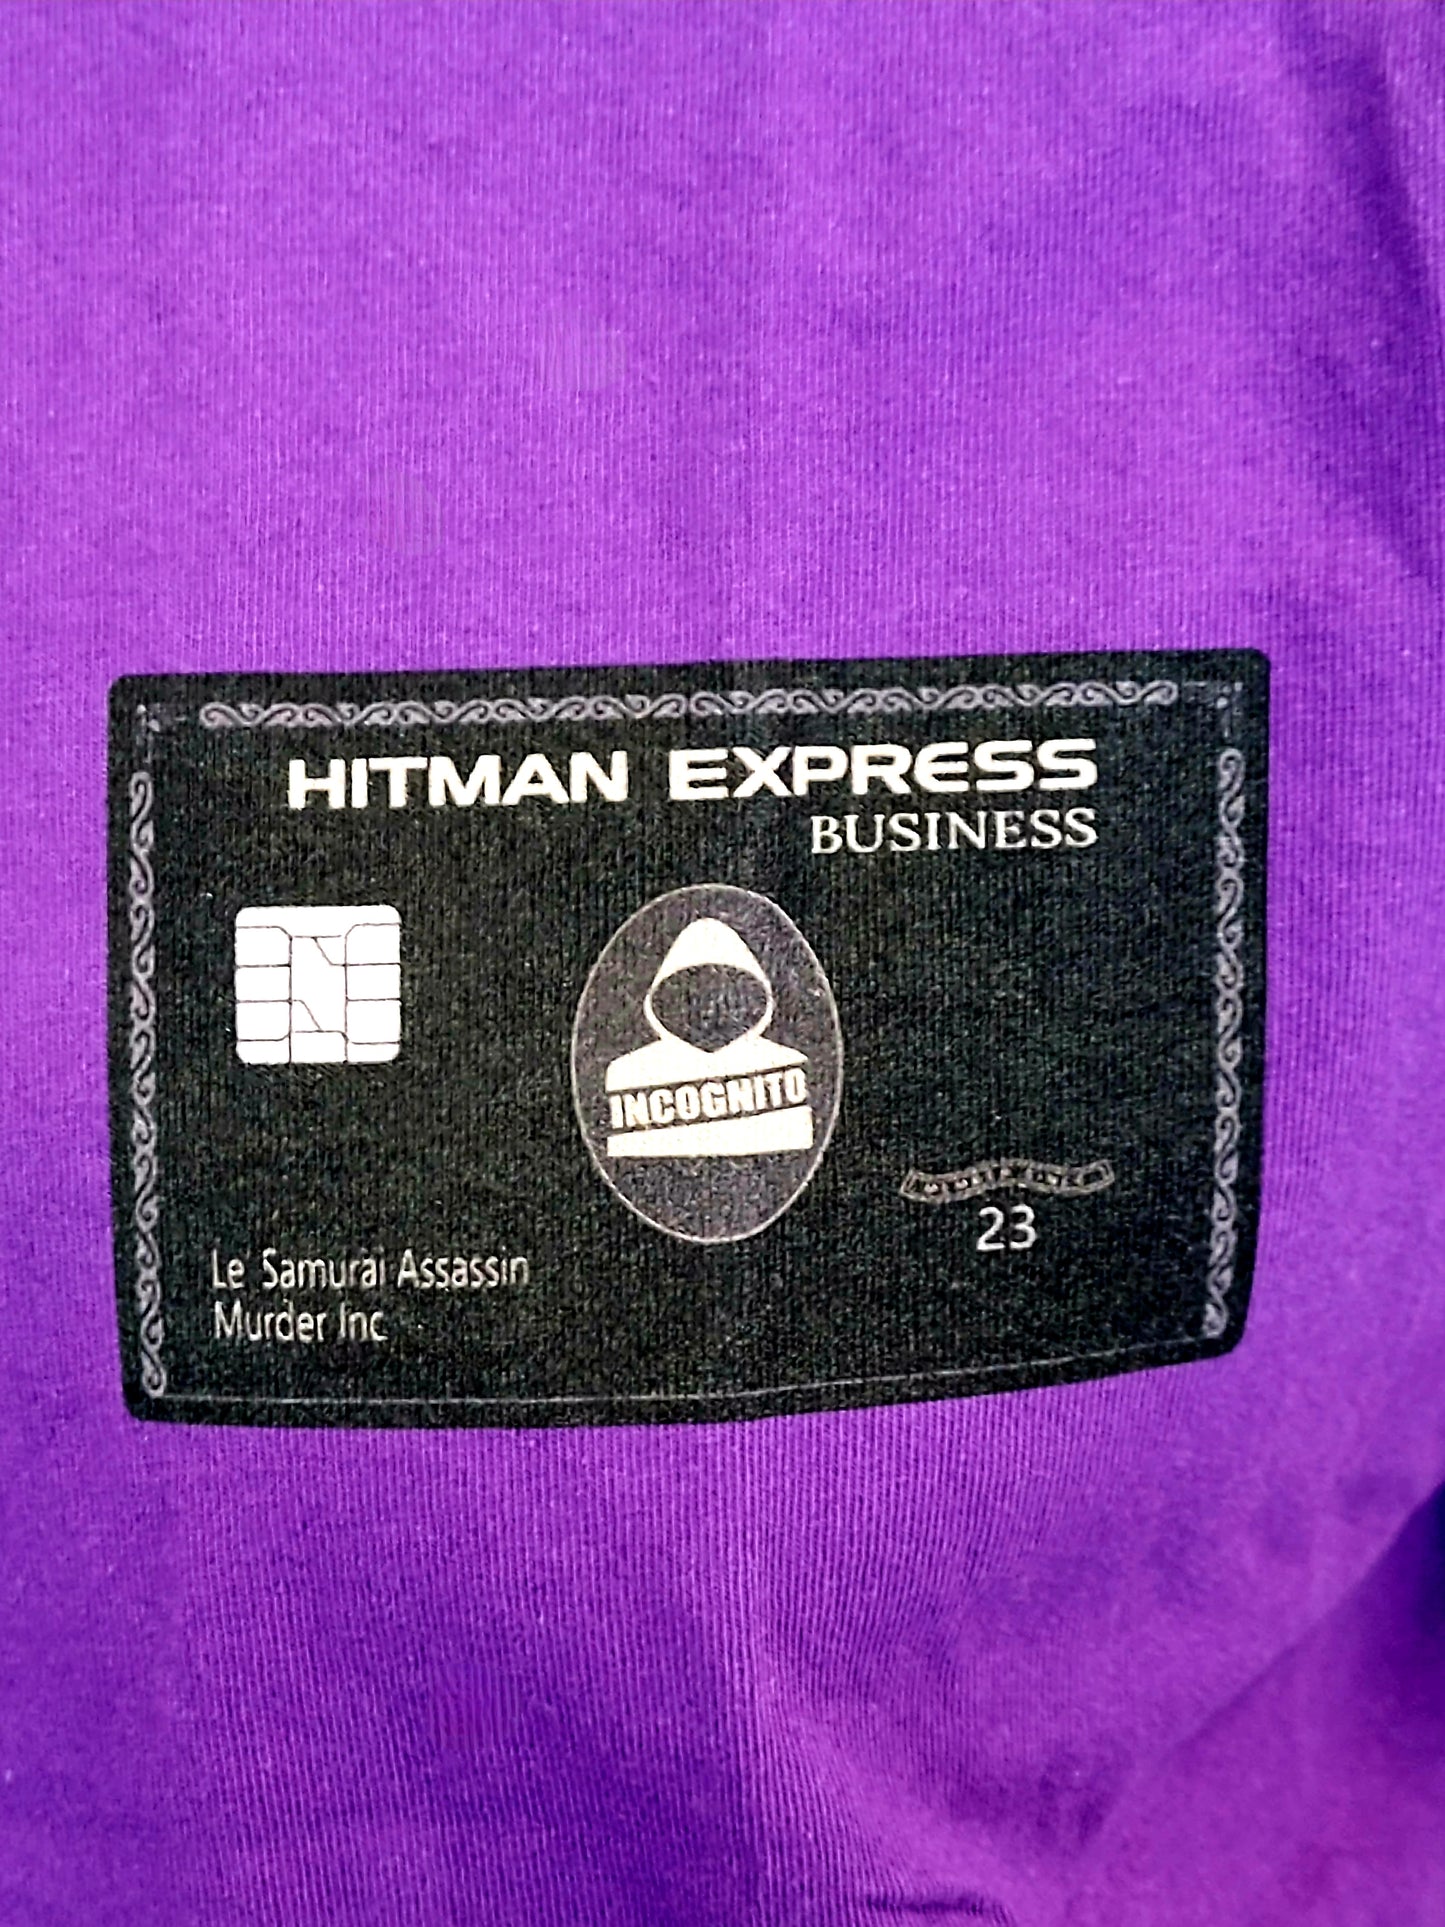 HITMAN EXPRESS
BUSINESS
INCOGNITO
23
Le Samurai Assassin
Murder Inc